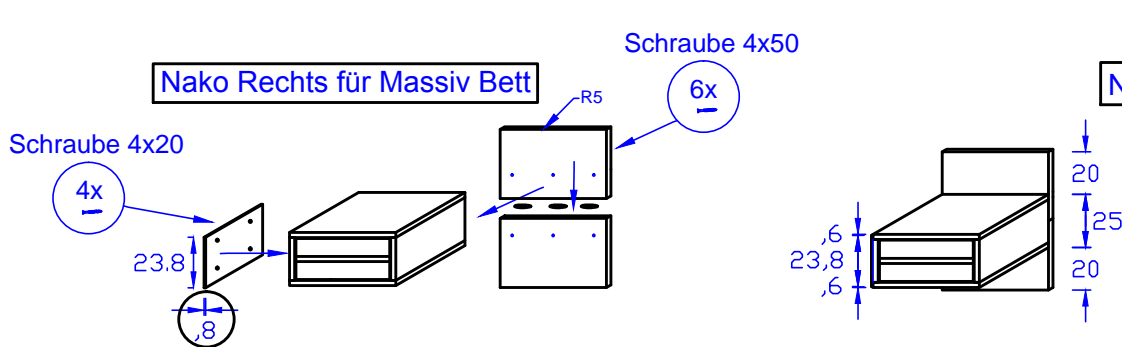 Schraube 4x50
Nako Rechts für Massiv Bett
6x
R5
N
Schraube 4x20
4x
20
25
23.8
,6
23,8
,6
20
,8